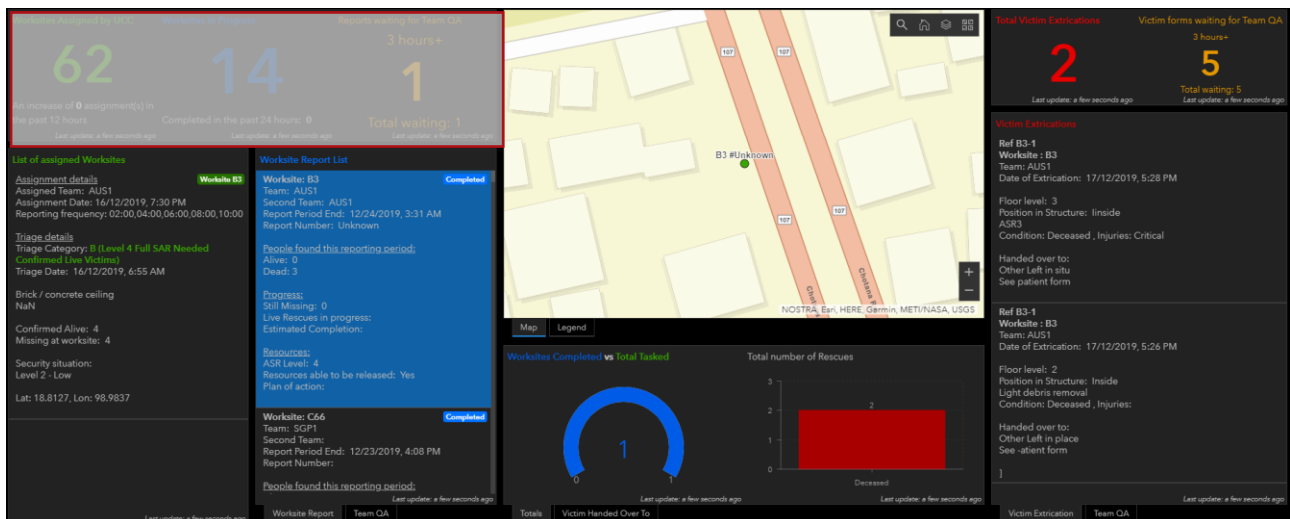 Worksites Assigned by UCC
62
An increase of 0 assignment(s) in
the past 12 hours
Last update: a few seconds ago
Worksites in Progress
14
Completed in the past 24 hours: 0
Last update: a few seconds ago
Reports waiting for Team QA
3 hours+
1
Total waiting: 1
Last update: a few seconds ago
List of assigned Worksites
Assignment details
Worksite B3
Assigned Team: AUS1
Assignment Date: 16/12/2019, 7:30 PM
Reporting frequency: 02:00,04:00,06:00,08:00,10:00
Triage details
Triage Category: B (Level 4 Full SAR Needed
Confirmed Live Victims)
Triage Date: 16/12/2019, 6:55 AM
Brick / concrete ceiling
NaN
Confirmed Alive: 4
Missing at worksite: 4
Security situation:
Level 2 - Low
Lat: 18.8127, Lon: 98.9837
Last update: a few seconds ago
Worksite Report List
Worksite: B3
Completed
Team: AUS1
Second Team: AUS1
Report Period End: 12/24/2019, 3:31 AM
Report Number: Unknown
People found this reporting period:
Alive: 0
Dead: 3
Progress:
Still Missing: 0
Live Rescues in progress:
Estimated Completion:
Resources:
ASR Level: 4
Resources able to be released: Yes
Plan of action:
Worksite: C66
Completed
Team: SGP1
Second Team:
Report Period End: 12/23/2019, 4:08 PM
Report Number:
People found this reporting period:
Last update: a few seconds ago
Worksite Report
Team QA
107
107
B3 #Unknown
107
107
NOSTRA, Esri, HERE, Garmin, METI/NASA, USGS
Map
Legend
Worksites Completed vs Total Tasked
1
0
1
Last update: a few seconds ago
Total number of Rescues
3
2
2
1
0
Deceased
Last update: a few seconds ago
Totals
Victim Handed Over To
Total Victim Extrications
2
Last update: a few seconds ago
Victim forms waiting for Team QA
3 hours+
5
Total waiting: 5
Last update: a few seconds ago
Victim Extrications
Ref B3-1
Worksite : B3
Team: AUS1
Date of Extrication: 17/12/2019, 5:28 PM
Floor level: 3
Position in Structure: Iinside
ASR3
Condition: Deceased , Injuries: Critical
Handed over to:
Other Left in situ
See patient form
Ref B3-1
Worksite : B3
Team: AUS1
Date of Extrication: 17/12/2019, 5:26 PM
Floor level: 2
Position in Structure: Inside
Light debris removal
Condition: Deceased , Injuries:
Handed over to:
Other Left in place
See -atient form
]
Last update: a few seconds ago
Victim Extrication
Team QA